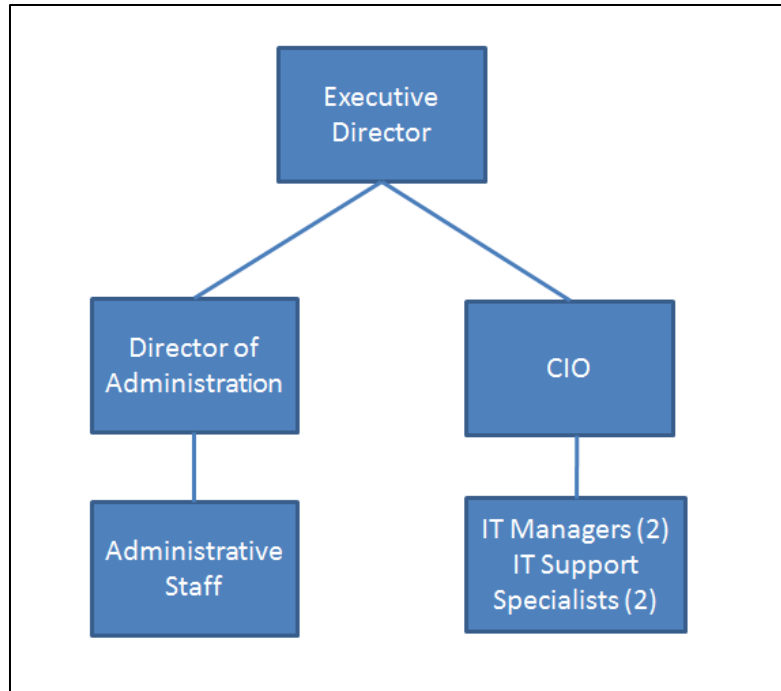 Executive
Director
Director of
Administration
CIO
Administrative
Staff
IT Managers (2)
IT Support
Specialists (2)